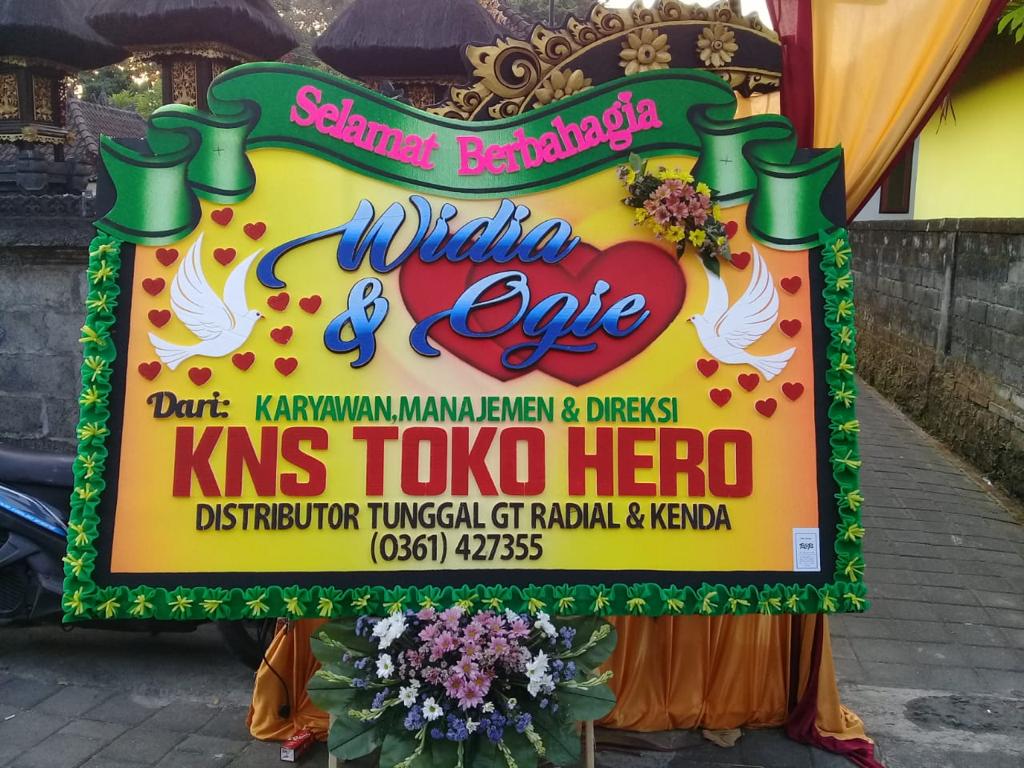 Selamat Berbahagia
Widia
& Ogie
Dari: KARYAWAN,MANAJEMEN & DIREKSI
KNS TOKO HERO
DISTRIBUTOR TUNGGAL GT RADIAL & KENDA
(0361) 427355